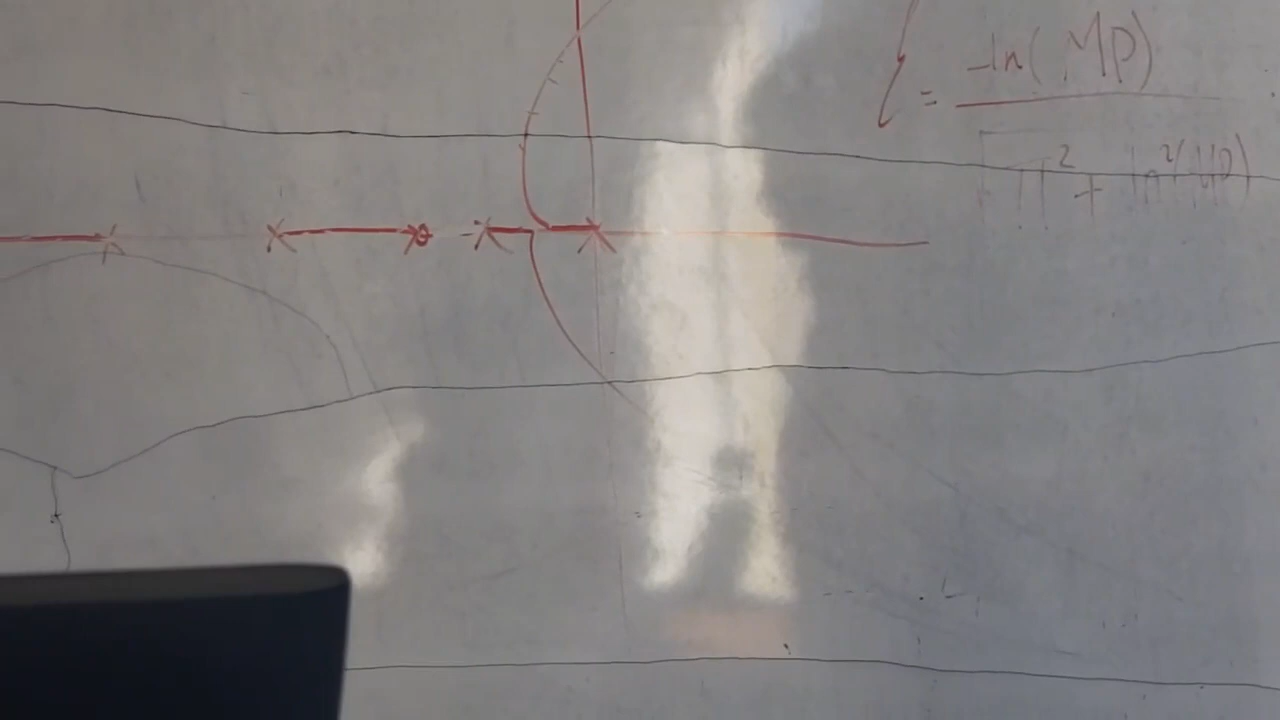 = -ln( MP)
π² + ln²(MP)